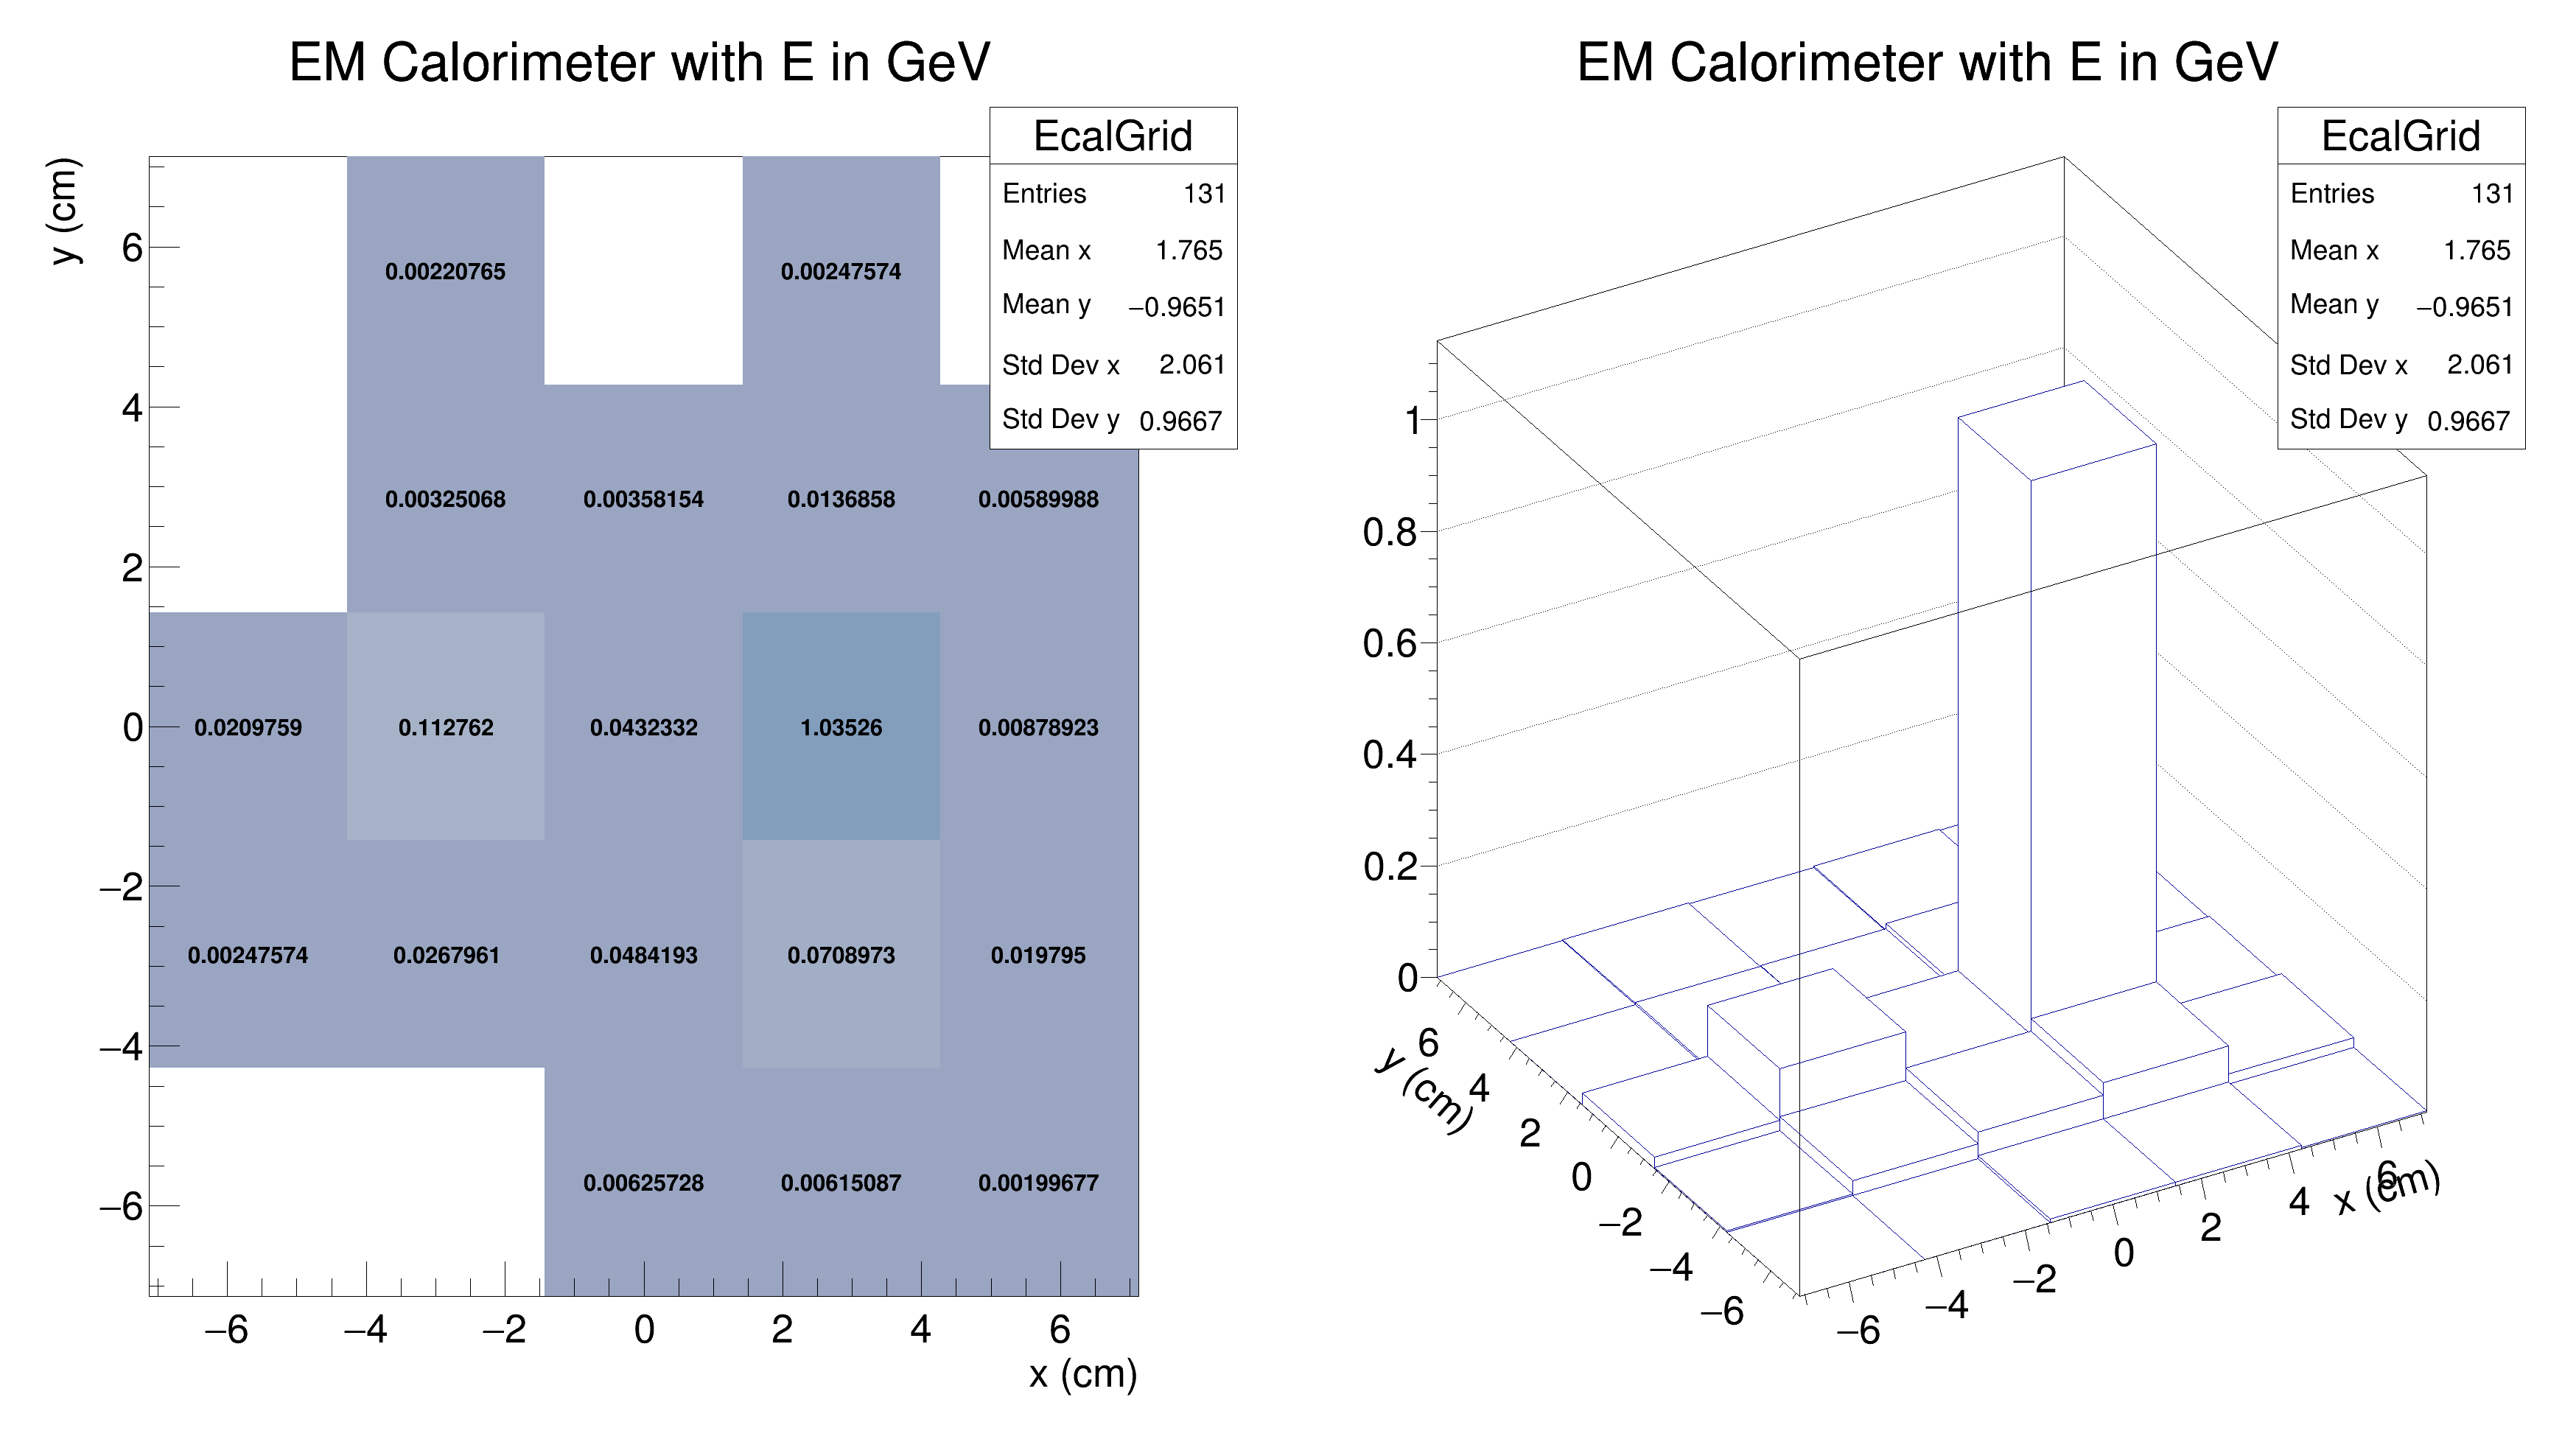 EM Calorimeter with E in GeV
EcalGrid
Entries 131
Mean x 1.765
Mean y −0.9651
Std Dev x 2.061
Std Dev y 0.9667
y (cm)
6
4
2
0
−2
−4
−6
0.00220765 0.00247574
0.00325068 0.00358154 0.0136858 0.00589988
0.0209759 0.112762 0.0432332 1.03526 0.00878923
0.00247574 0.0267961 0.0484193 0.0708973 0.019795
0.00625728 0.00615087 0.00199677
−6 −4 −2 0 2 4 6
x (cm)
EM Calorimeter with E in GeV
EcalGrid
Entries 131
Mean x 1.765
Mean y −0.9651
Std Dev x 2.061
Std Dev y 0.9667
1
0.8
0.6
0.4
0.2
0
6
4
2
0
−2
−4
−6
y (cm)
−6 −4 −2 0 2 4 6
x (cm)